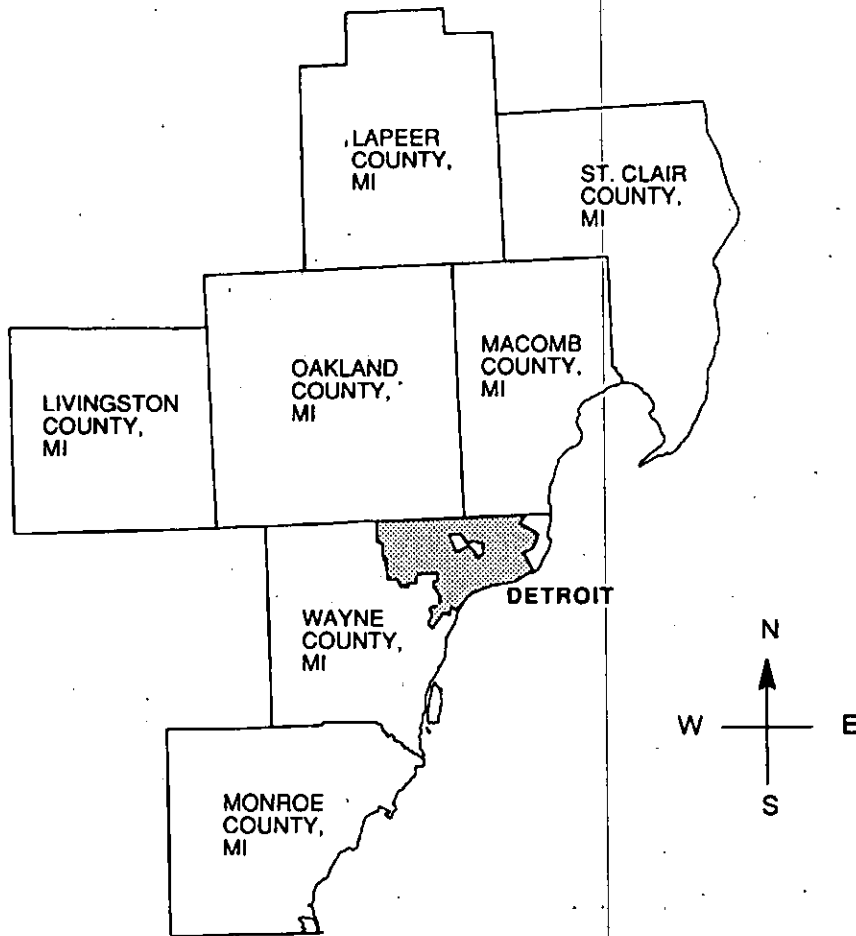 LAPEER
COUNTY,
MI
ST. CLAIR
COUNTY,
MI
MACOMB
COUNTY,
MI
OAKLAND
COUNTY,
MI
LIVINGSTON
COUNTY,
MI
DETROIT
WAYNE
COUNTY,
MI
N
W
E
S
MONROE
COUNTY,
MI